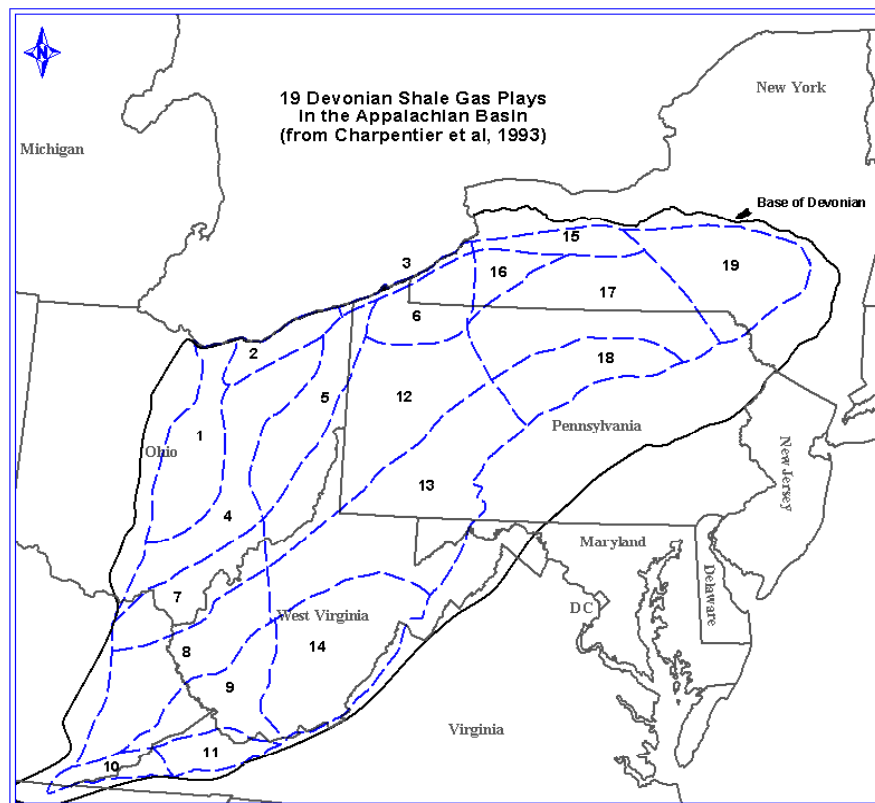 N
19 Devonian Shale Gas Plays
in the Appalachian Basin
(from Charpentier et al, 1993)
New York
Michigan
Base of Devonian
3
15
16
19
17
6
2
18
5
12
1
Pennsylvania
Ohio
New Jersey
13
4
Maryland
Delaware
7
DC
West Virginia
8
14
9
Virginia
11
10